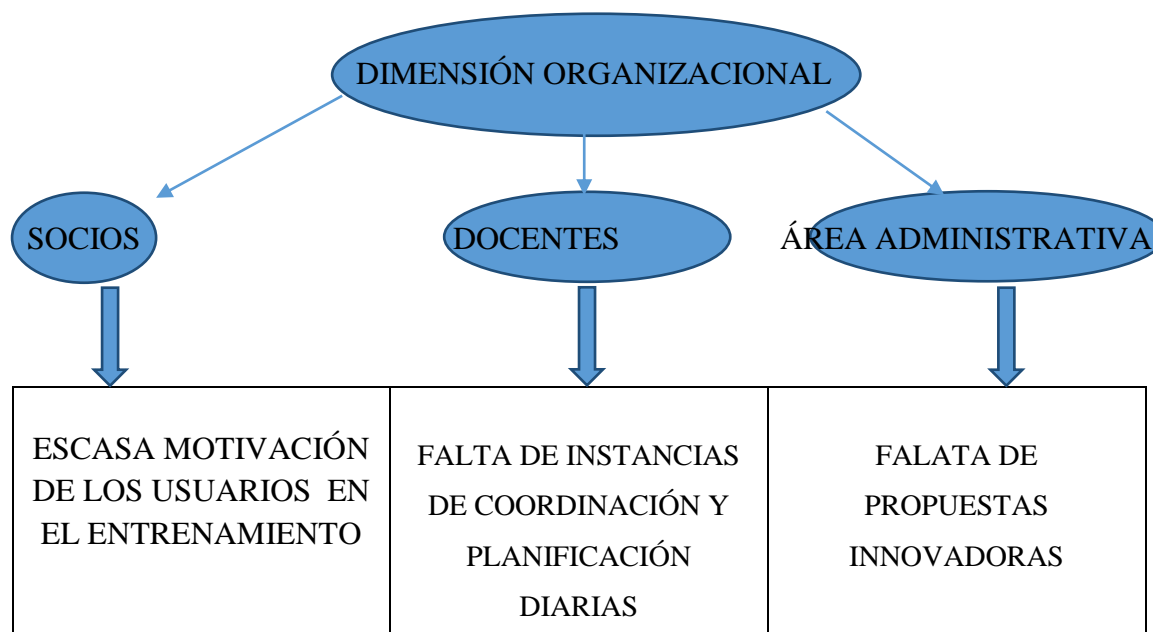 DIMENSIÓN ORGANIZACIONAL
SOCIOS
DOCENTES
ÁREA ADMINISTRATIVA
ESCASA MOTIVACIÓN
DE LOS USUARIOS EN
EL ENTRENAMIENTO
FALTA DE INSTANCIAS
DE COORDINACIÓN Y
PLANIFICACIÓN
DIARIAS
FALATA DE
PROPUESTAS
INNOVADORAS